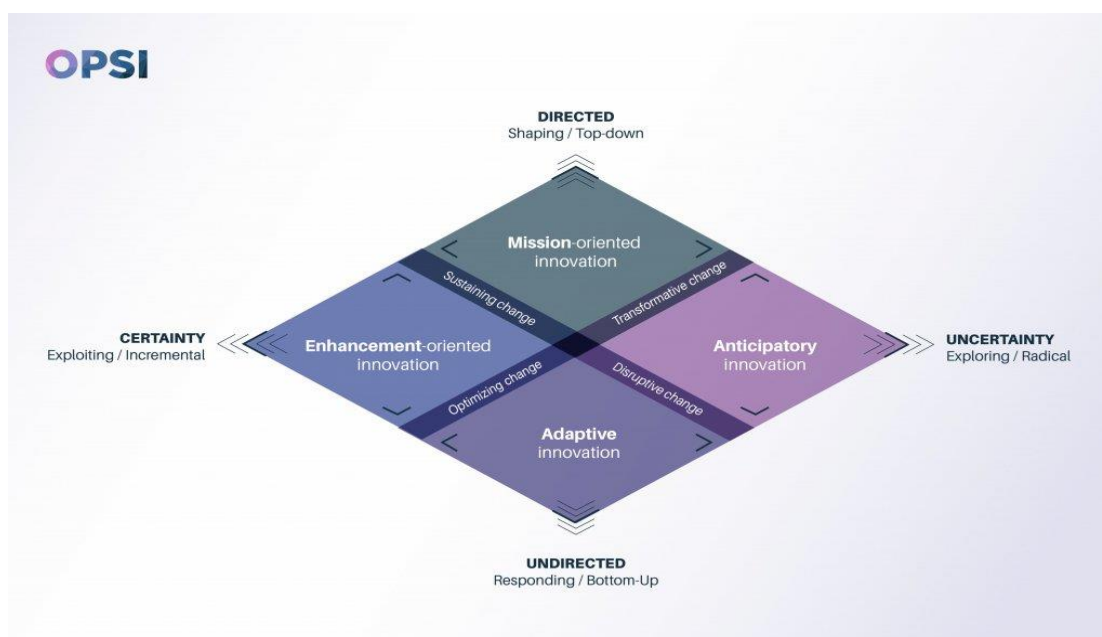 OPSI
DIRECTED
Shaping / Top-down
Mission-oriented
innovation
Sustaining change
Transformative change
CERTAINTY
Exploiting / Incremental
Enhancement-oriented
innovation
Anticipatory
innovation
UNCERTAINTY
Exploring / Radical
Optimizing change
Disruptive change
Adaptive
innovation
UNDIRECTED
Responding / Bottom-Up